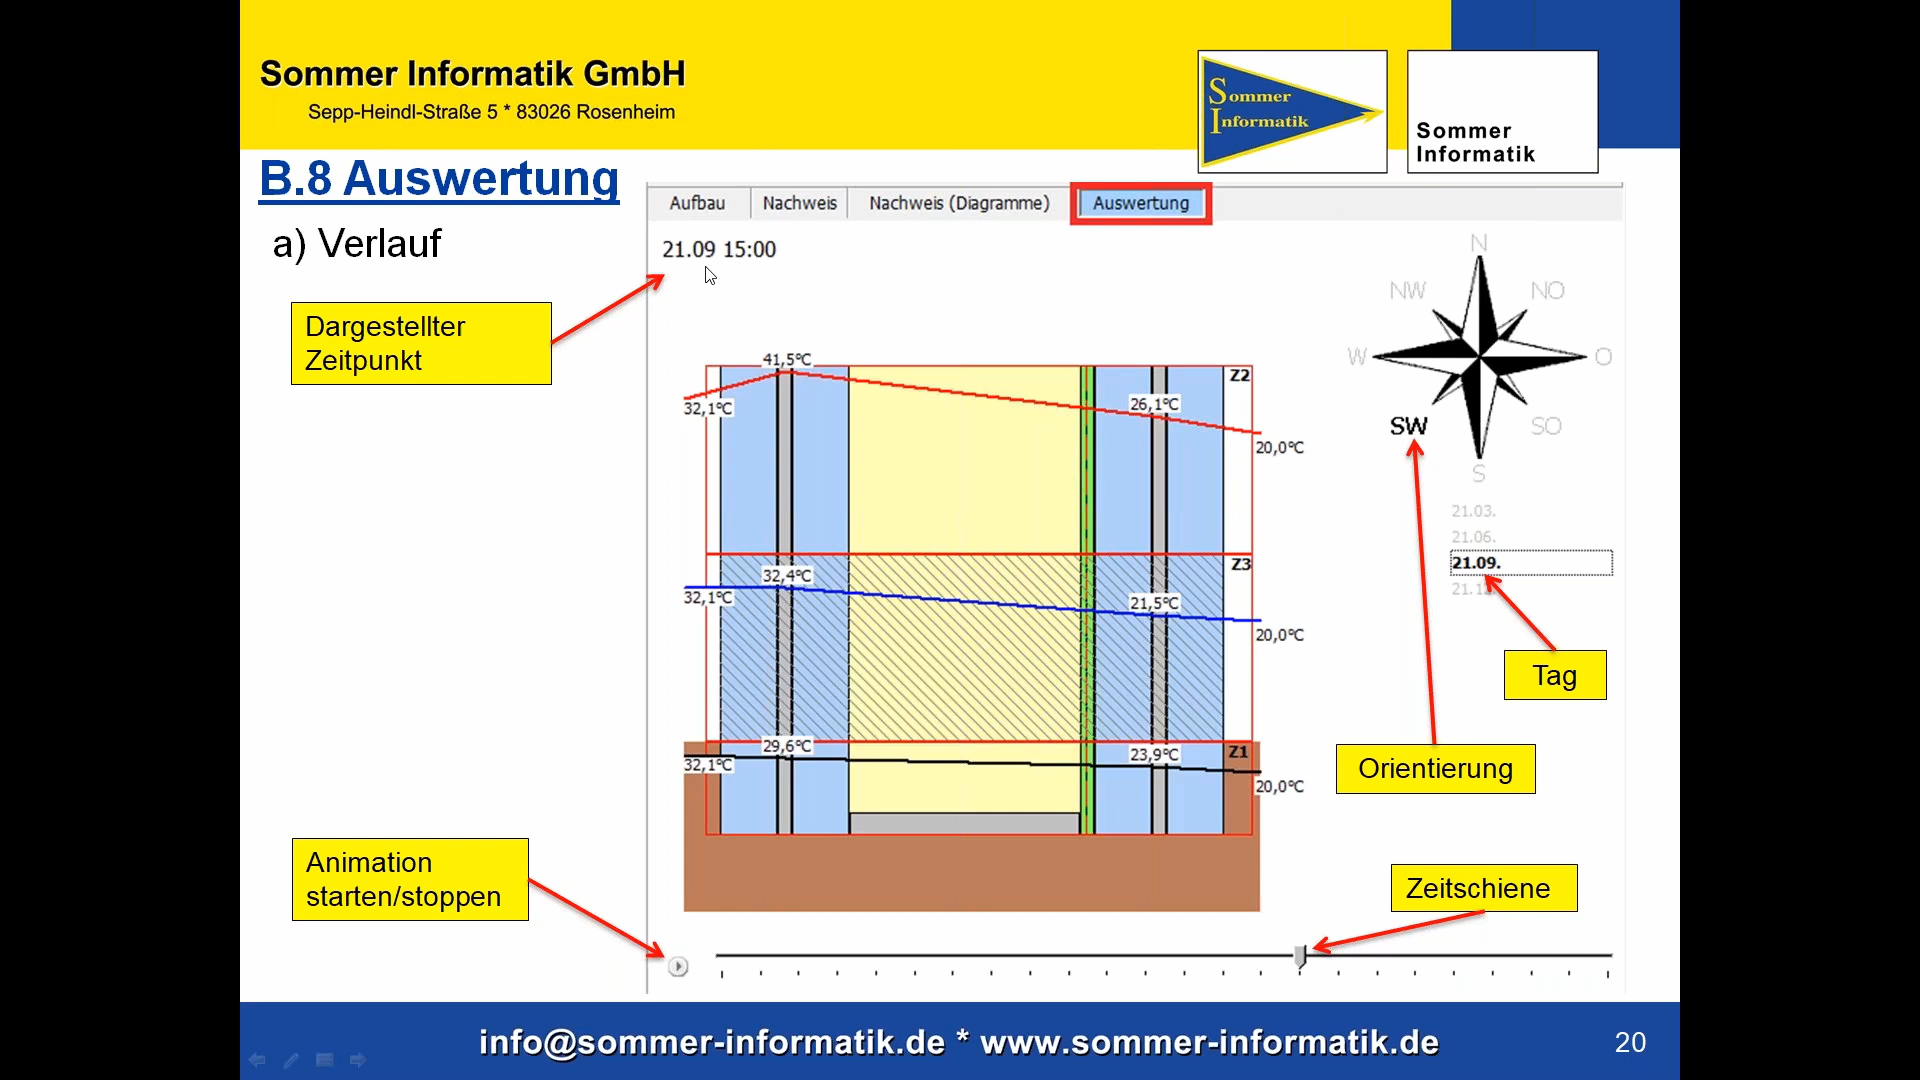 Sommer Informatik GmbH
Sepp-Heindl-Straße 5 * 83026 Rosenheim
Sommer
Informatik
Sommer
Informatik
B.8 Auswertung
a) Verlauf
Aufbau
Nachweis
Nachweis (Diagramme)
Auswertung
21.09 15:00
Dargestellter
Zeitpunkt
N
NW
NO
W
O
SW
SO
S
41,5°C
Z2
32,1°C
26,1°C
20,0°C
Z3
32,4°C
32,1°C
21,5°C
20,0°C
29,6°C
Z1
32,1°C
23,9°C
20,0°C
21.03.
21.06.
21.09.
Tag
Orientierung
Animation
starten/stoppen
Zeitschiene
info@sommer-informatik.de * www.sommer-informatik.de
20